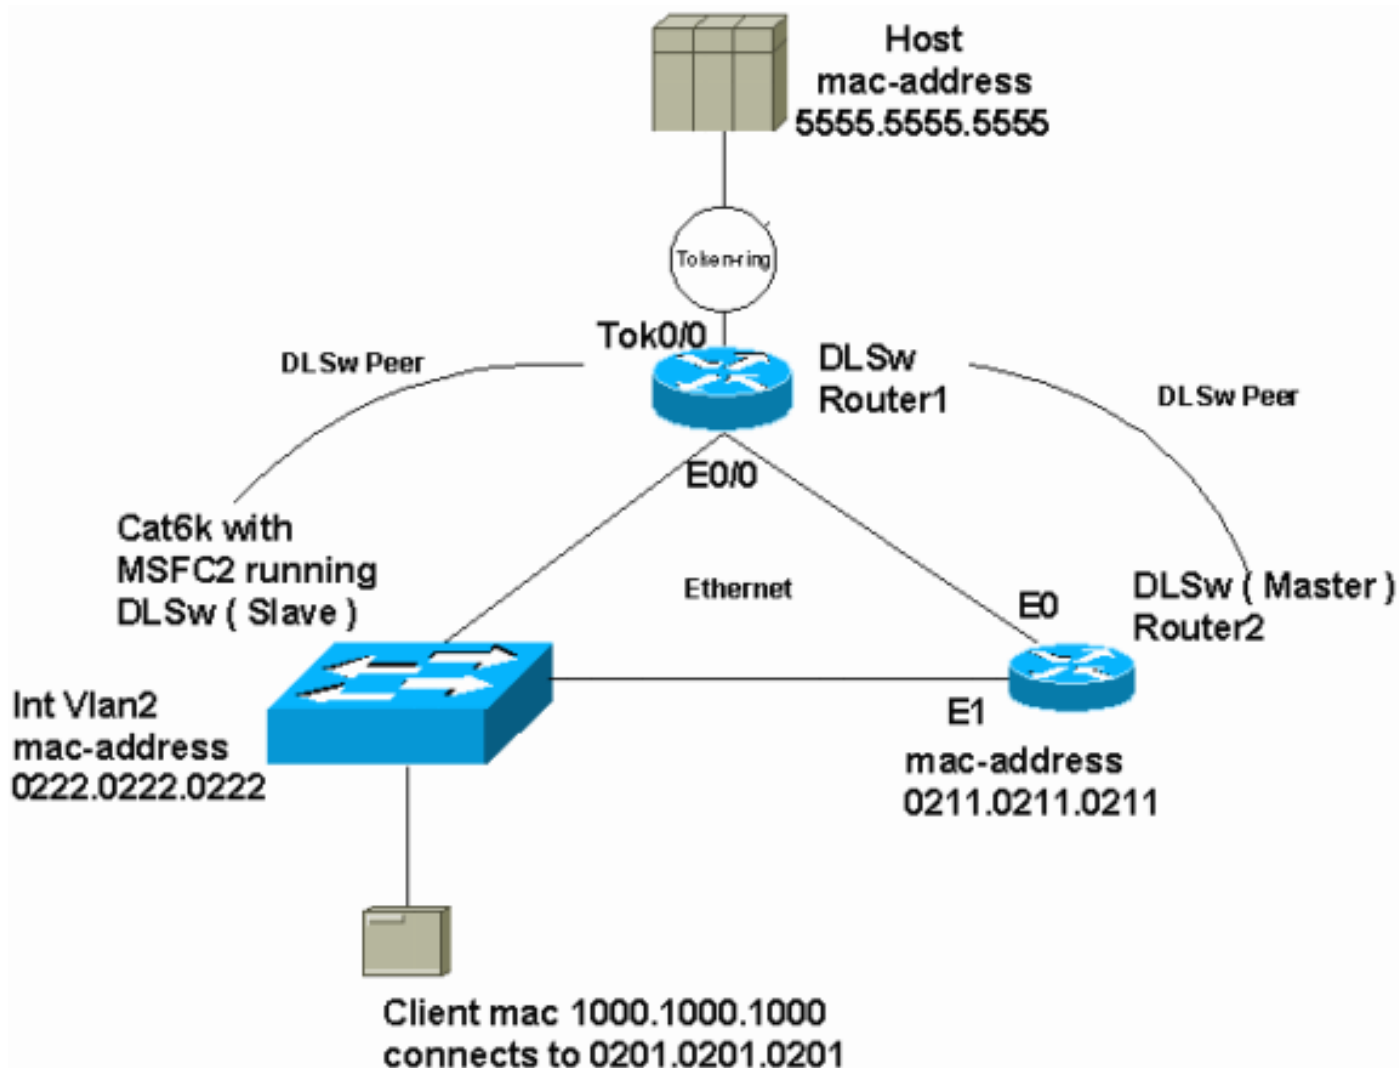 Host
mac-address
5555.5555.5555
Token-ring
Tok0/0
DLSw Peer
DLSw
Router1
DLSw Peer
E0/0
Cat6k with
MSFC2 running
DLSw ( Slave )
Ethernet
E0
DLSw ( Master )
Router2
Int Vlan2
mac-address
0222.0222.0222
E1
mac-address
0211.0211.0211
Client mac 1000.1000.1000
connects to 0201.0201.0201